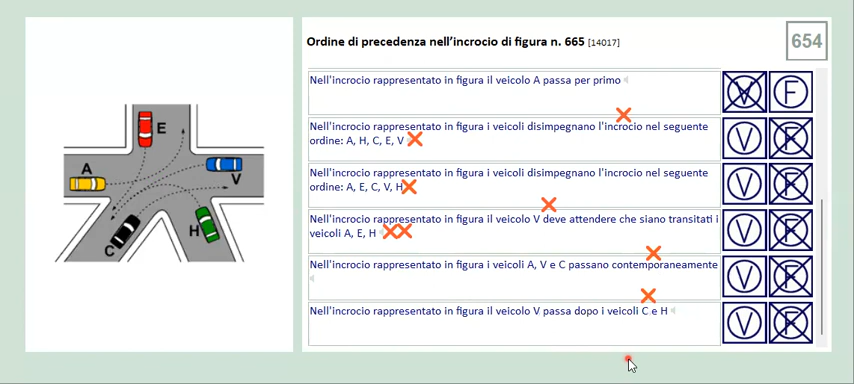 Ordine di precedenza nell'incrocio di figura n. 665 [14017]
654
Nell'incrocio rappresentato in figura il veicolo A passa per primo
V F
Nell'incrocio rappresentato in figura i veicoli disimpegnano l'incrocio nel seguente
ordine: A, H, C, E, V
V F
Nell'incrocio rappresentato in figura i veicoli disimpegnano l'incrocio nel seguente
ordine: A, E, C, V, H
V F
Nell'incrocio rappresentato in figura il veicolo V deve attendere che siano transitati i
veicoli A, E, H
V F
Nell'incrocio rappresentato in figura i veicoli A, V e C passano contemporaneamente
V F
Nell'incrocio rappresentato in figura il veicolo V passa dopo i veicoli C e H
V F
E
A
V
H
C